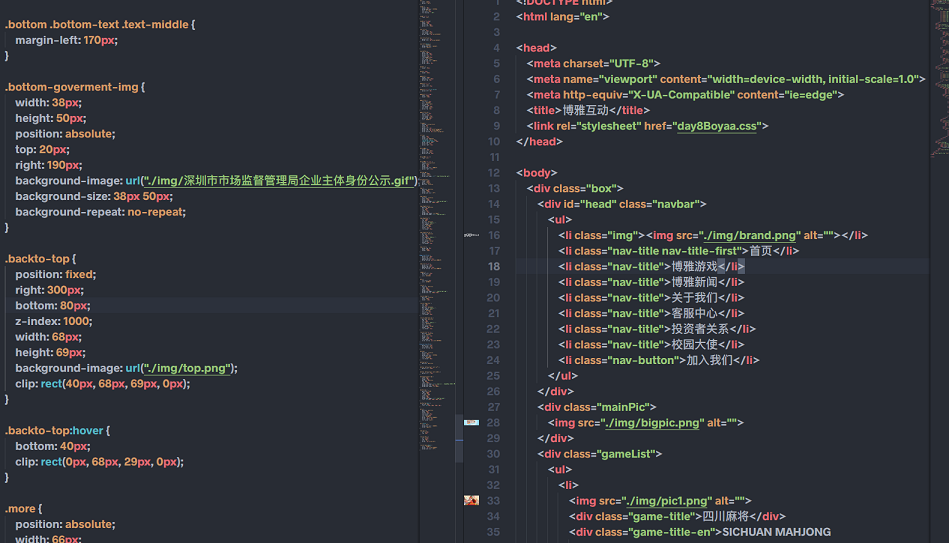 .bottom .bottom-text .text-middle {
margin-left: 170px;
}
.bottom-goverment-img {
width: 38px;
height: 50px;
position: absolute;
top: 20px;
right: 190px;
background-image: url("./img/深圳市市场监督管理局企业主体身份公示.gif")
background-size: 38px 50px;
background-repeat: no-repeat;
}
.backto-top {
position: fixed;
right: 300px;
bottom: 80px;
z-index: 1000;
width: 68px;
height: 69px;
background-image: url("./img/top.png");
clip: rect(40px, 68px, 69px, 0px);
}
.backto-top:hover {
bottom: 40px;
clip: rect(0px, 68px, 29px, 0px);
}
.more {
position: absolute;
width: 66px;
1 <!DOCTYPE html>
2 <html lang="en">
3
4 <head>
5 <meta charset="UTF-8">
6 <meta name="viewport" content="width=device-width, initial-scale=1.0">
7 <meta http-equiv="X-UA-Compatible" content="ie=edge">
8 <title>博雅互动</title>
9 <link rel="stylesheet" href="day8Boyaa.css">
10 </head>
11
12 <body>
13 <div class="box">
14 <div id="head" class="navbar">
15 <ul>
16 <li class="img"><img src="./img/brand.png" alt=""></li>
17 <li class="nav-title nav-title-first">首页</li>
18 <li class="nav-title">博雅游戏</li>
19 <li class="nav-title">博雅新闻</li>
20 <li class="nav-title">关于我们</li>
21 <li class="nav-title">客服中心</li>
22 <li class="nav-title">投资者关系</li>
23 <li class="nav-title">校园大使</li>
24 <li class="nav-button">加入我们</li>
25 </ul>
26 </div>
27 <div class="mainPic">
28 <img src="./img/bigpic.png" alt="">
29 </div>
30 <div class="gameList">
31 <ul>
32 <li>
33 <img src="./img/pic1.png" alt="">
34 <div class="game-title">四川麻将</div>
35 <div class="game-title-en">SICHUAN MAHJONG